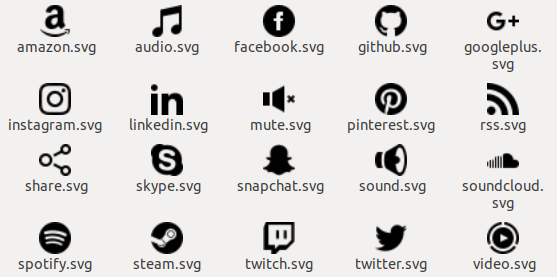 amazon.svg audio.svg facebook.svg github.svg googleplus.
svg
instagram.svg linkedin.svg mute.svg pinterest.svg rss.svg
share.svg skype.svg snapchat.svg sound.svg soundcloud.
svg
spotify.svg steam.svg twitch.svg twitter.svg video.svg